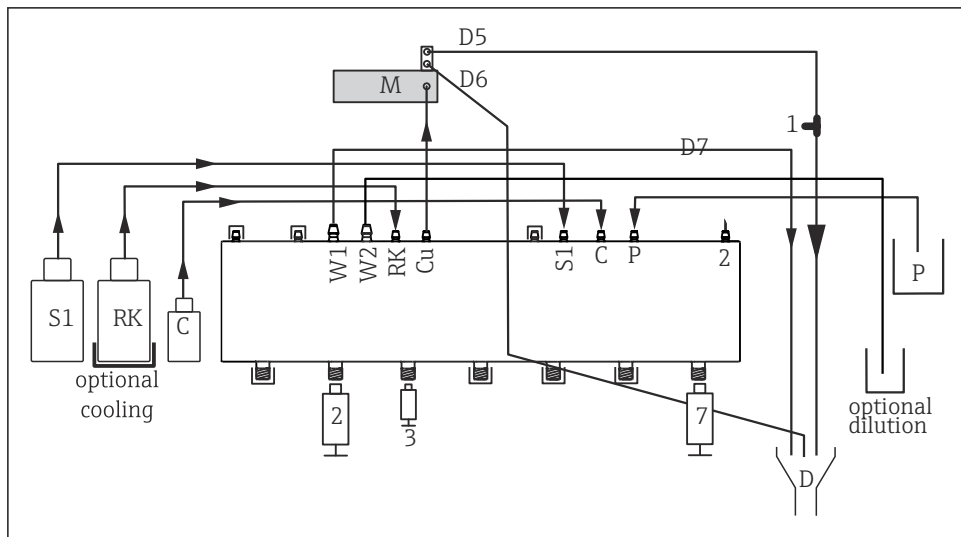 D5
M
D6
1
D7
W1
W2
RK
Cu
S1
C
P
2
S1
RK
C
P
optional
cooling
2
3
7
optional
dilution
D